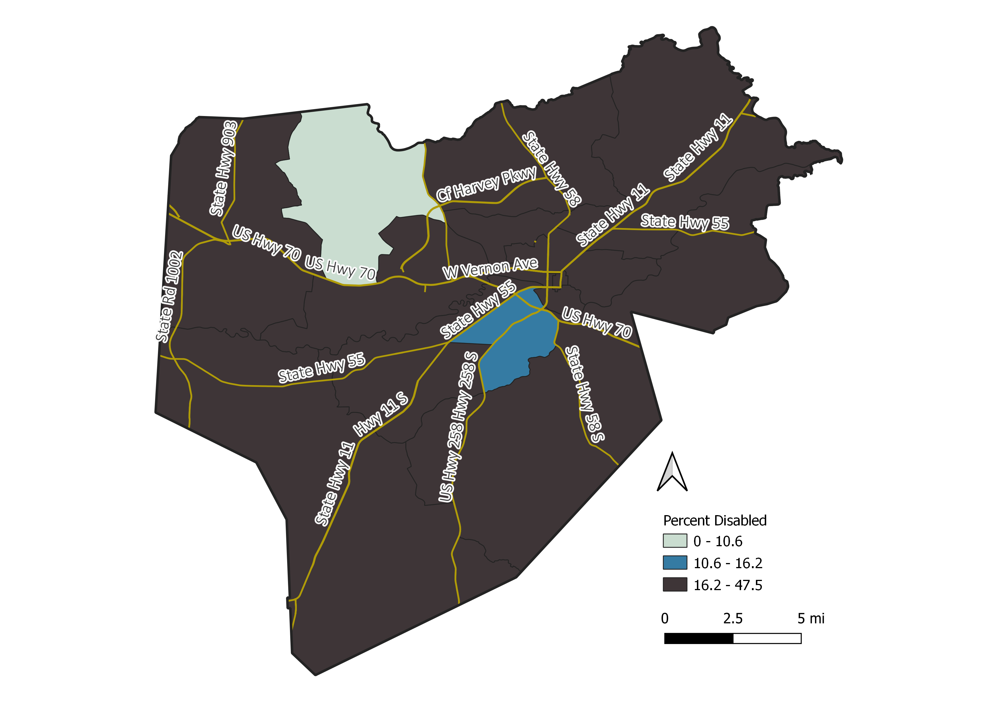 State Hwy 903
State Hwy 58
State Hwy 11
Cf Harvey Pkwy
State Hwy 11
State Hwy 55
US Hwy 70
US Hwy 70
W Vernon Ave
State Rd 1002
State Hwy 55
US Hwy 70
State Hwy 55
US Hwy 258 Hwy 258 S
State Hwy 58 S
Hwy 11 S
State Hwy 11
Percent Disabled
0 - 10.6
10.6 - 16.2
16.2 - 47.5
0 2.5 5 mi